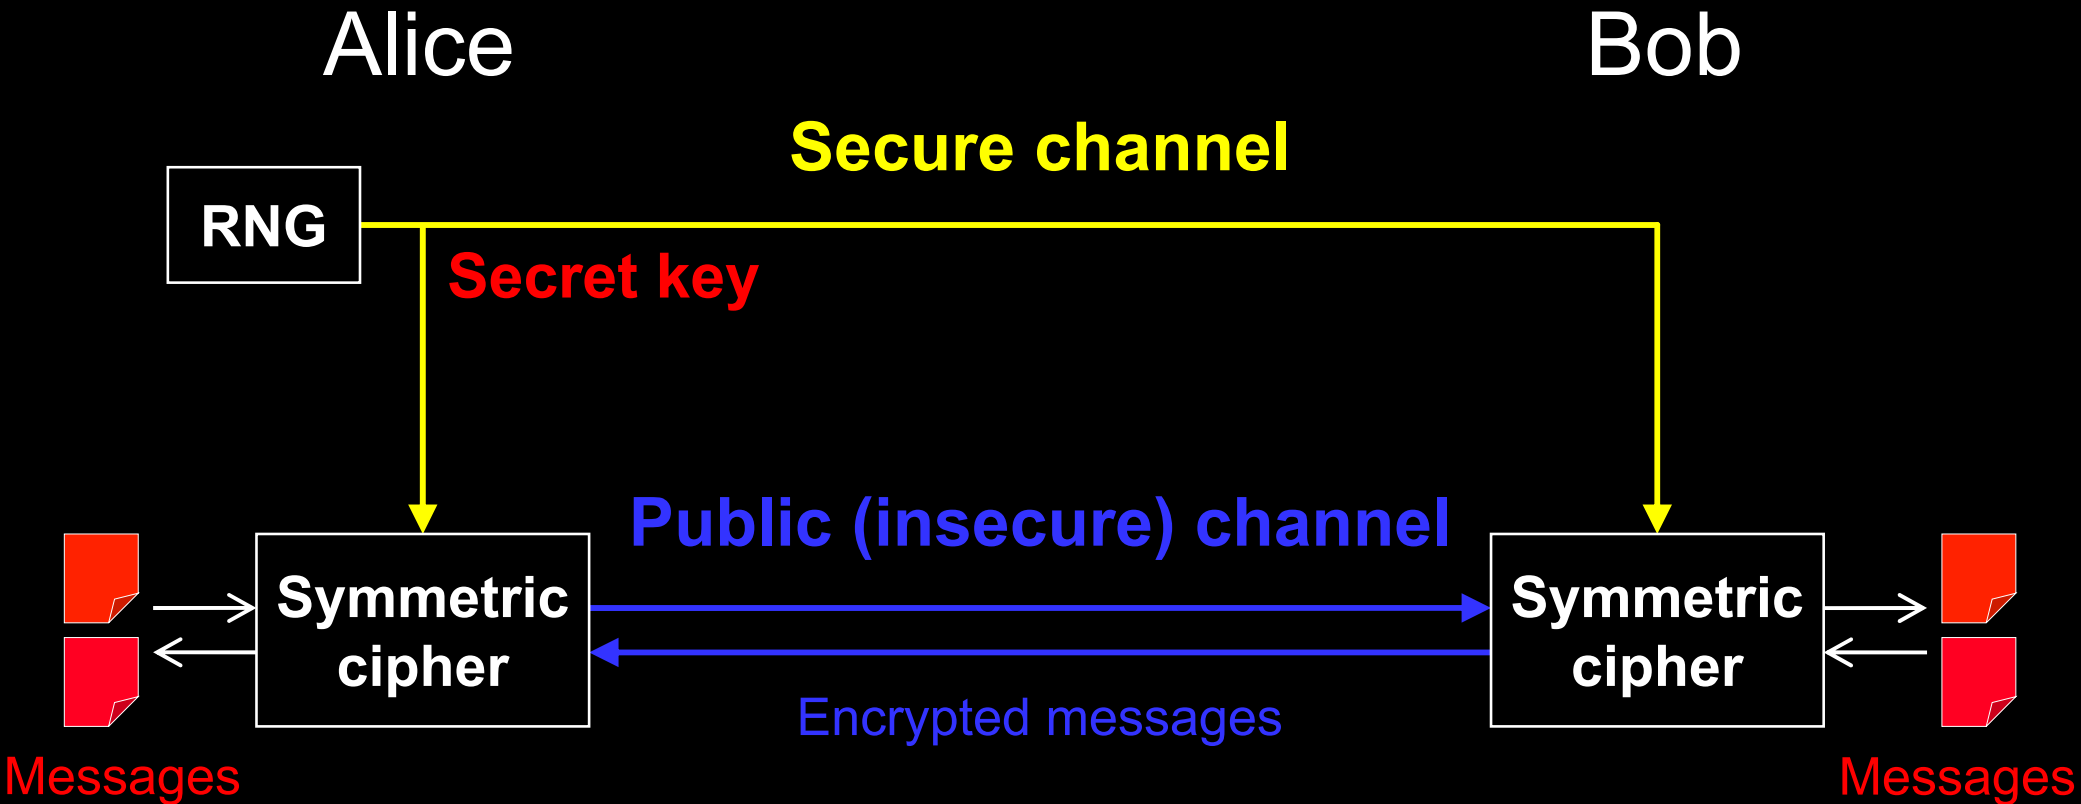 Alice
Bob
Secure channel
RNG
Secret key
Public (insecure) channel
Symmetric
cipher
Symmetric
cipher
Encrypted messages
Messages
Messages